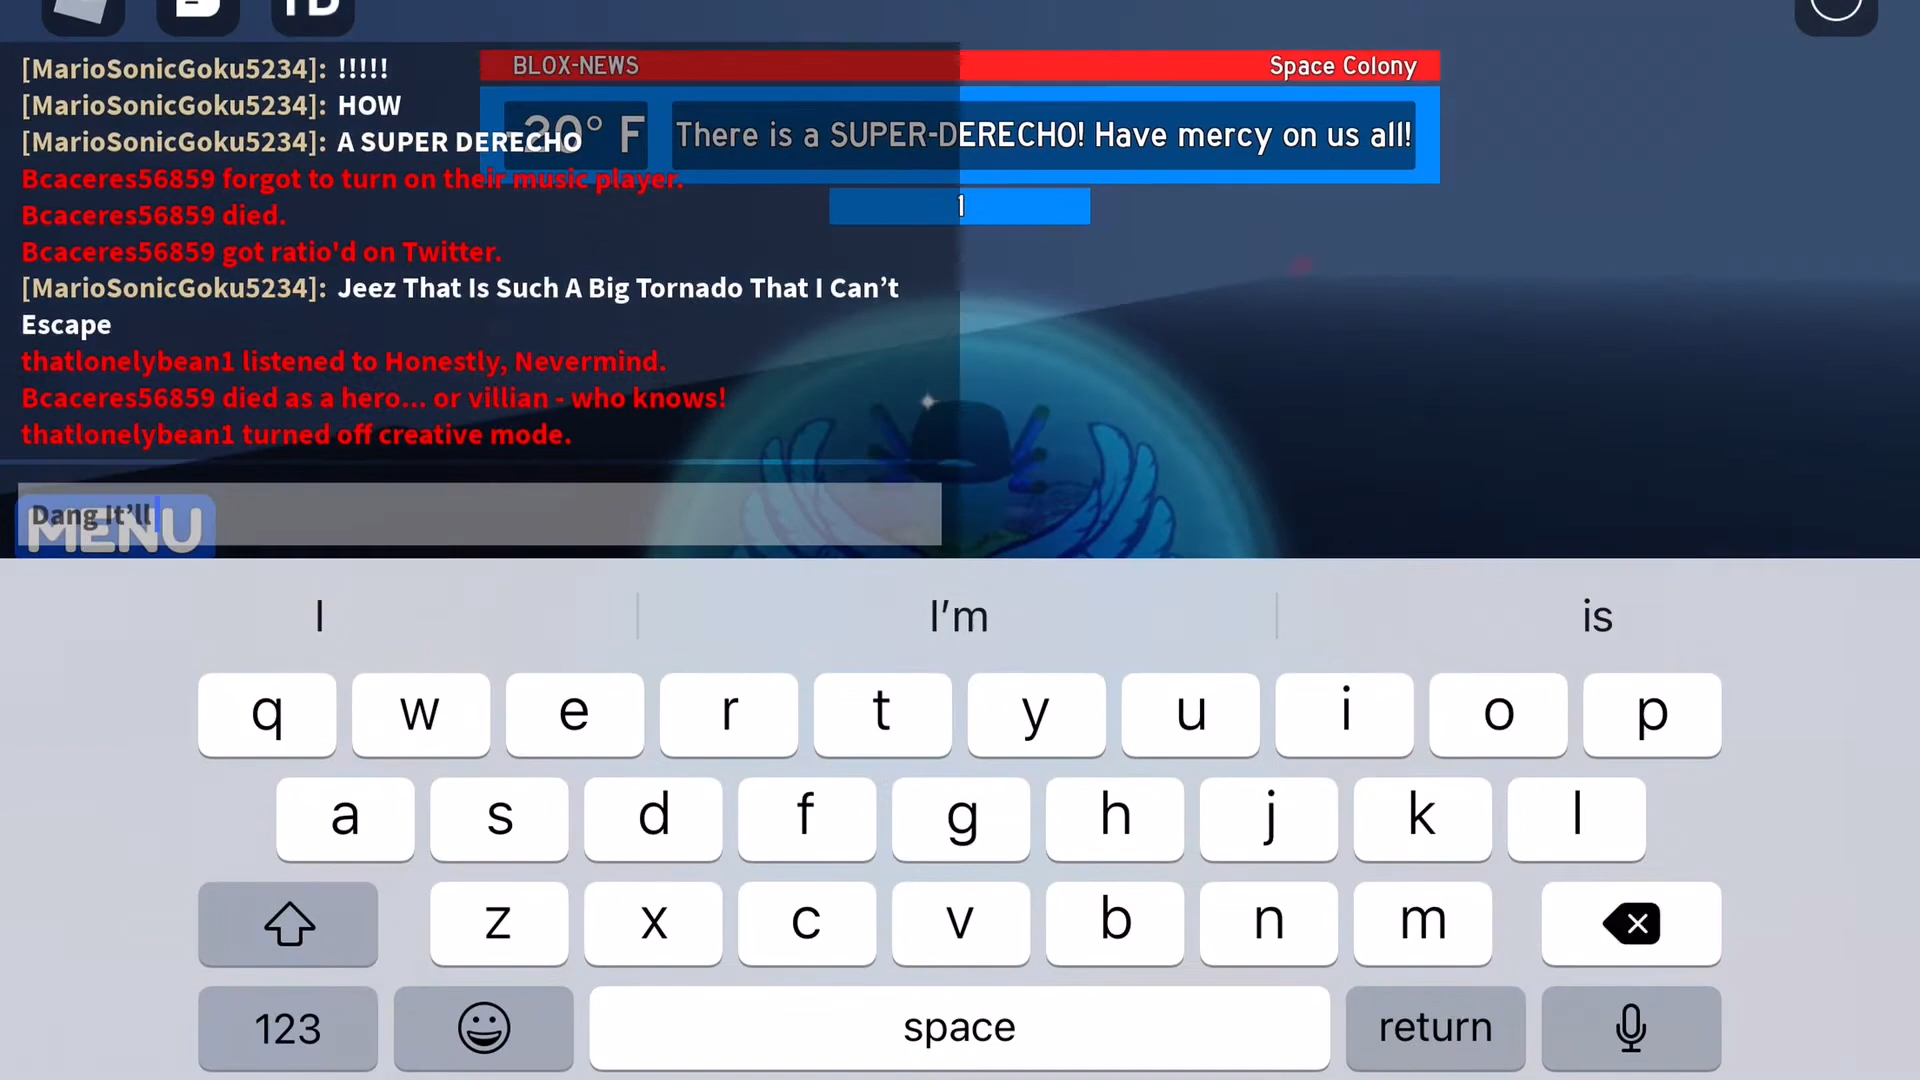 TB
BLOX-NEWS
Space Colony
[MarioSonicGoku5234]: !!!!!
[MarioSonicGoku5234]: HOW
[MarioSonicGoku5234]: A SUPER DERECHO
30° F
There is a SUPER-DERECHO! Have mercy on us all!
1
Bcaceres56859 forgot to turn on their music player.
Bcaceres56859 died.
Bcaceres56859 got ratio'd on Twitter.
[MarioSonicGoku5234]: Jeez That Is Such A Big Tornado That I Can’t
Escape
thatlonelybean1 listened to Honestly, Nevermind.
Bcaceres56859 died as a hero... or villian - who knows!
thatlonelybean1 turned off creative mode.
Dang It’ll
MENU
I I’m is
q w e r t y u i o p
a s d f g h j k l
z x c v b n m
123 space return